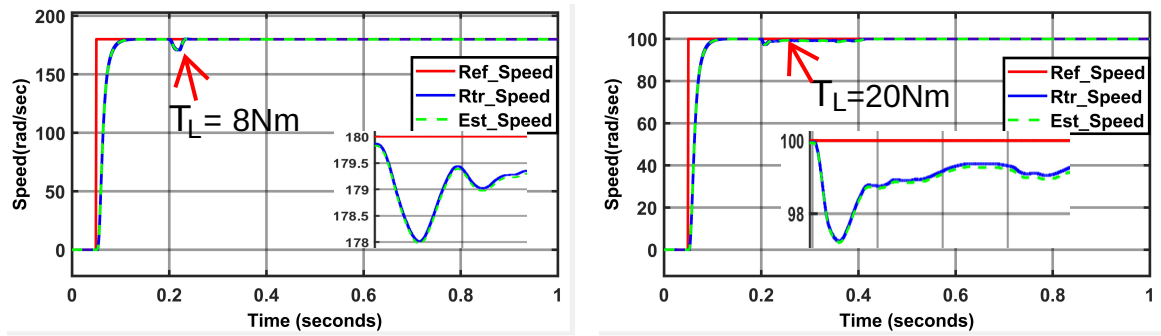 200
150
100
50
0
Speed(rad/sec)
Ref_Speed
Rtr_Speed
Est_Speed
TL= 8Nm
180
179.5
179
178.5
178
0 0.2 0.4 0.6 0.8 1
Time (seconds)
100
80
60
40
20
0
Speed(rad/sec)
Ref_Speed
Rtr_Speed
Est_Speed
TL=20Nm
100
98
0 0.2 0.4 0.6 0.8 1
Time (seconds)